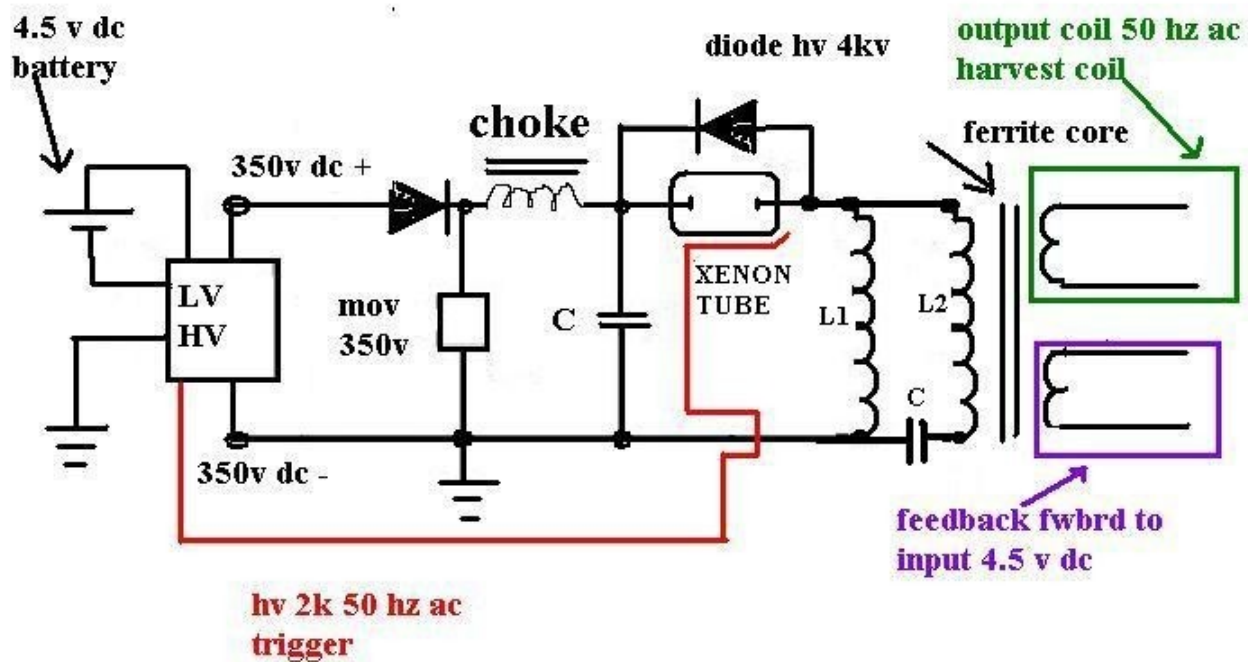 4.5 v dc
battery
diode hv 4kv
output coil 50 hz ac
harvest coil
choke
ferrite core
350v dc +
LV
HV
mov
350v
C
XENON
TUBE
L1
L2
C
350v dc -
feedback fwbrd to
input 4.5 v dc
hv 2k 50 hz ac
trigger